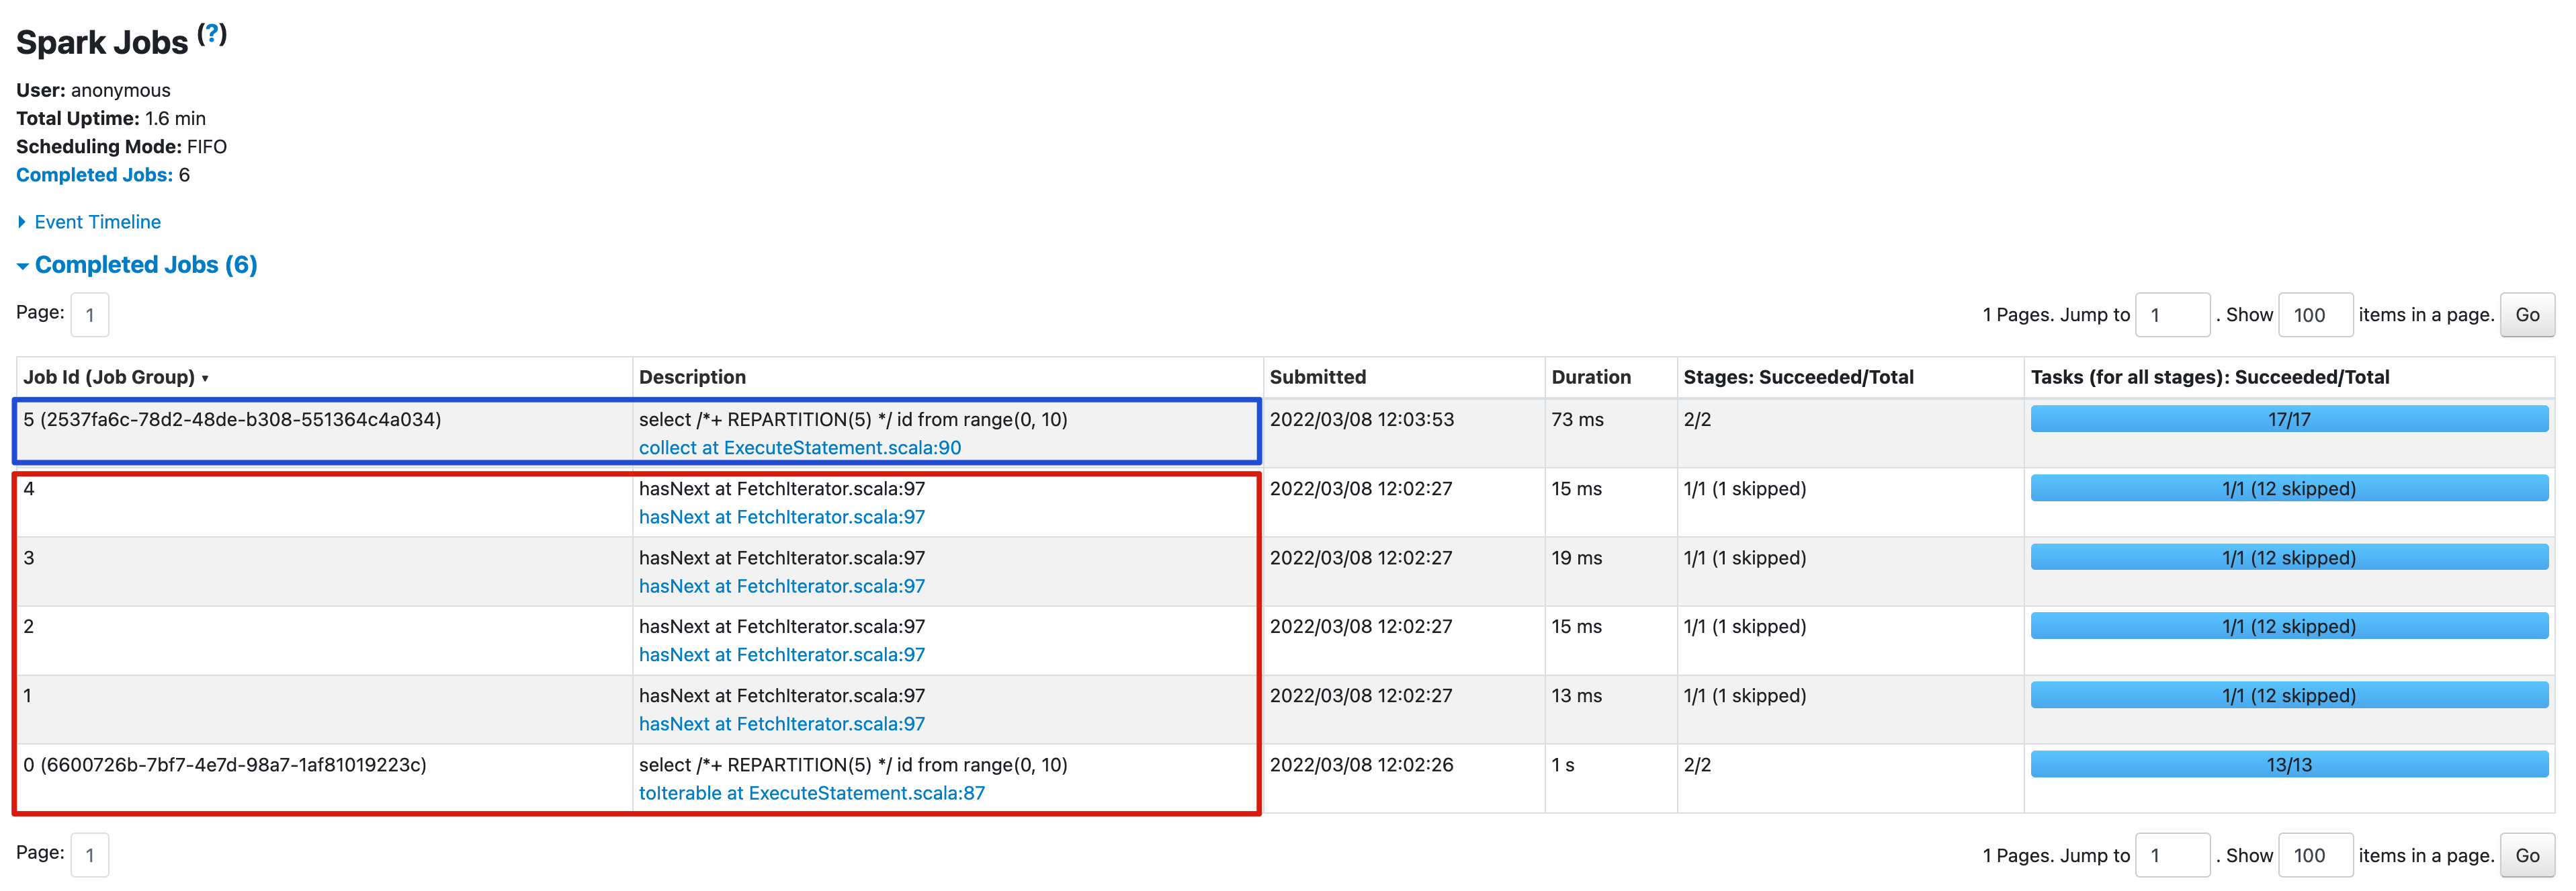 Spark Jobs (?)
User: anonymous
Total Uptime: 1.6 min
Scheduling Mode: FIFO
Completed Jobs: 6
Event Timeline
Completed Jobs (6)
Page: 1 1 Pages. Jump to 1 . Show 100 items in a page. Go
Job Id (Job Group) ▾ Description Submitted Duration Stages: Succeeded/Total Tasks (for all stages): Succeeded/Total
5 (2537fa6c-78d2-48de-b308-551364c4a034) select /*+ REPARTITION(5) */ id from range(0, 10) 2022/03/08 12:03:53 73 ms 2/2 17/17
collect at ExecuteStatement.scala:90
4 hasNext at FetchIterator.scala:97 2022/03/08 12:02:27 15 ms 1/1 (1 skipped) 1/1 (12 skipped)
hasNext at FetchIterator.scala:97
3 hasNext at FetchIterator.scala:97 2022/03/08 12:02:27 19 ms 1/1 (1 skipped) 1/1 (12 skipped)
hasNext at FetchIterator.scala:97
2 hasNext at FetchIterator.scala:97 2022/03/08 12:02:27 15 ms 1/1 (1 skipped) 1/1 (12 skipped)
hasNext at FetchIterator.scala:97
1 hasNext at FetchIterator.scala:97 2022/03/08 12:02:27 13 ms 1/1 (1 skipped) 1/1 (12 skipped)
hasNext at FetchIterator.scala:97
0 (6600726b-7bf7-4e7d-98a7-1af81019223c) select /*+ REPARTITION(5) */ id from range(0, 10) 2022/03/08 12:02:26 1 s 2/2 13/13
toIterable at ExecuteStatement.scala:87
Page: 1 1 Pages. Jump to 1 . Show 100 items in a page. Go